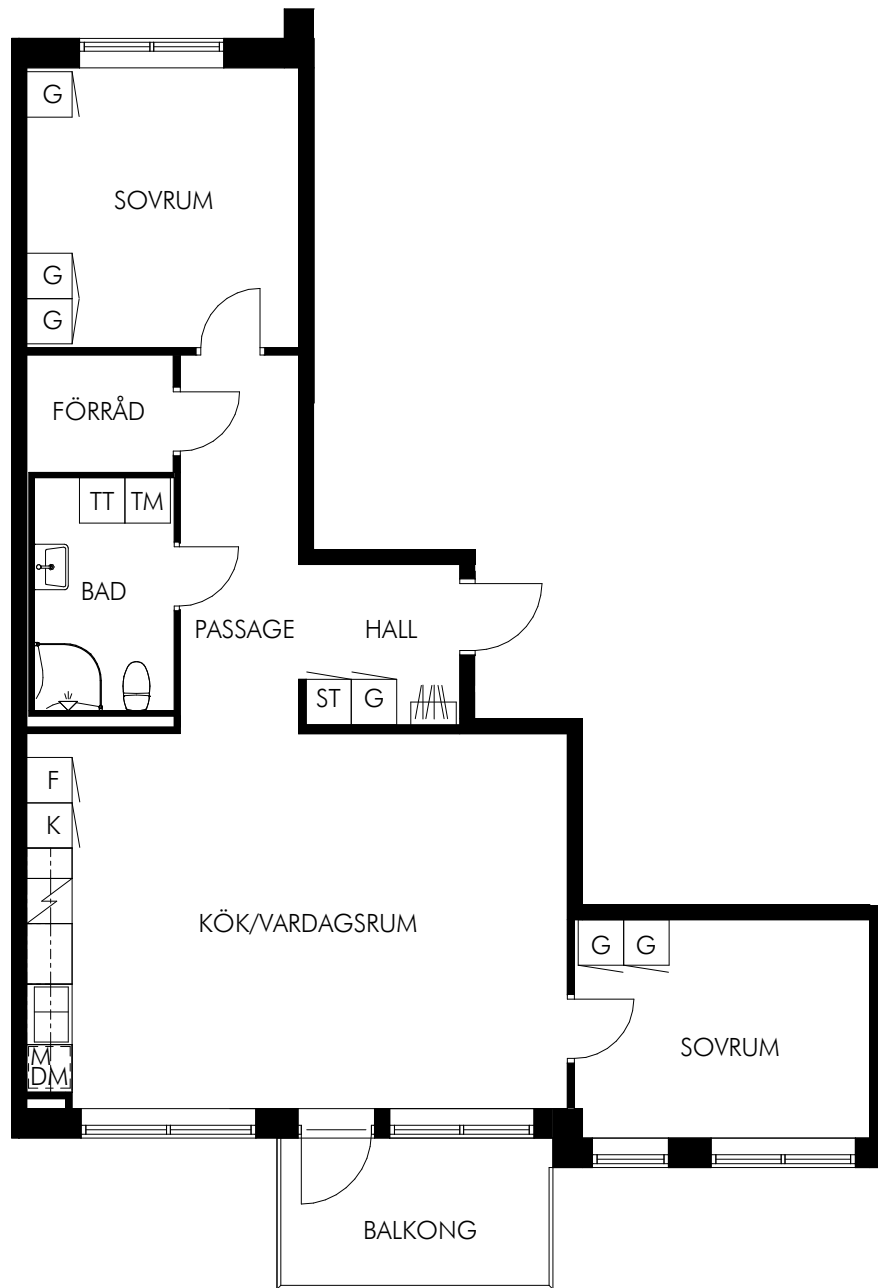 G
SOVRUM
G
G
FÖRRÅD
TT TM
BAD
PASSAGE
HALL
ST G
F
K
KÖK/VARDAGSRUM
G G
SOVRUM
M
DM
BALKONG